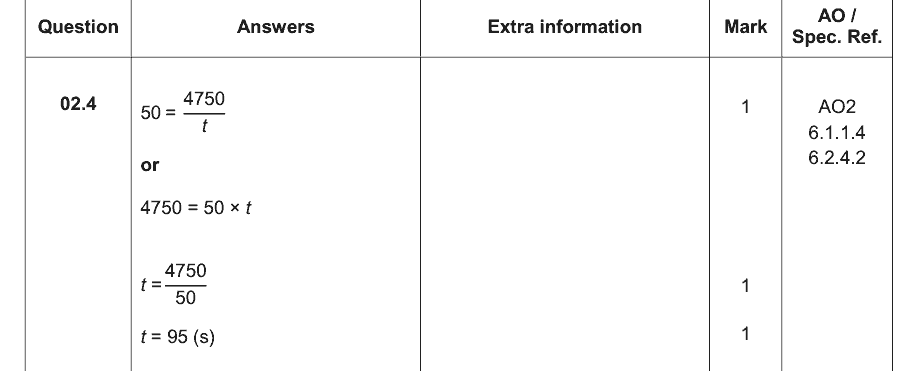 Question Answers Extra information Mark AO /
Spec. Ref.
02.4 50 = 4750 / t 1 AO2
6.1.1.4
or 6.2.4.2
4750 = 50 × t
t = 4750 / 50 1
t = 95 (s) 1